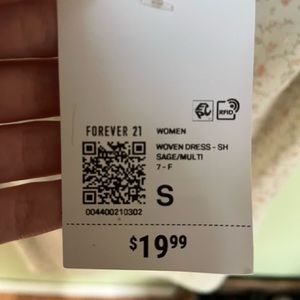 RFID
FOREVER 21
WOMEN
WOVEN DRESS - SH
SAGE/MULTI
7 - F
S
004400210302
$19.99